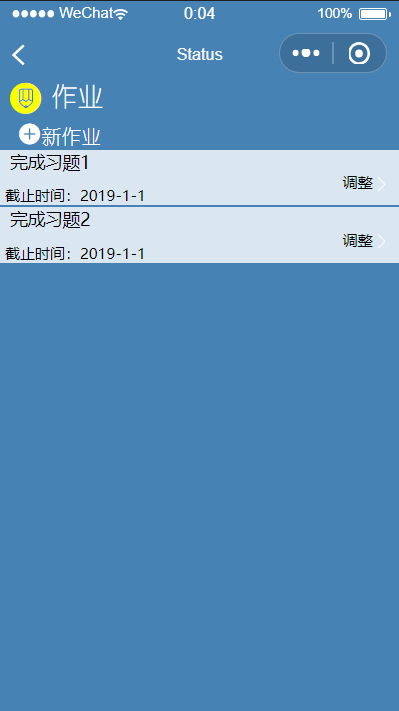 WeChat 0:04 100%
Status
作业
新作业
完成习题1
调整
截止时间：2019-1-1
完成习题2
调整
截止时间：2019-1-1